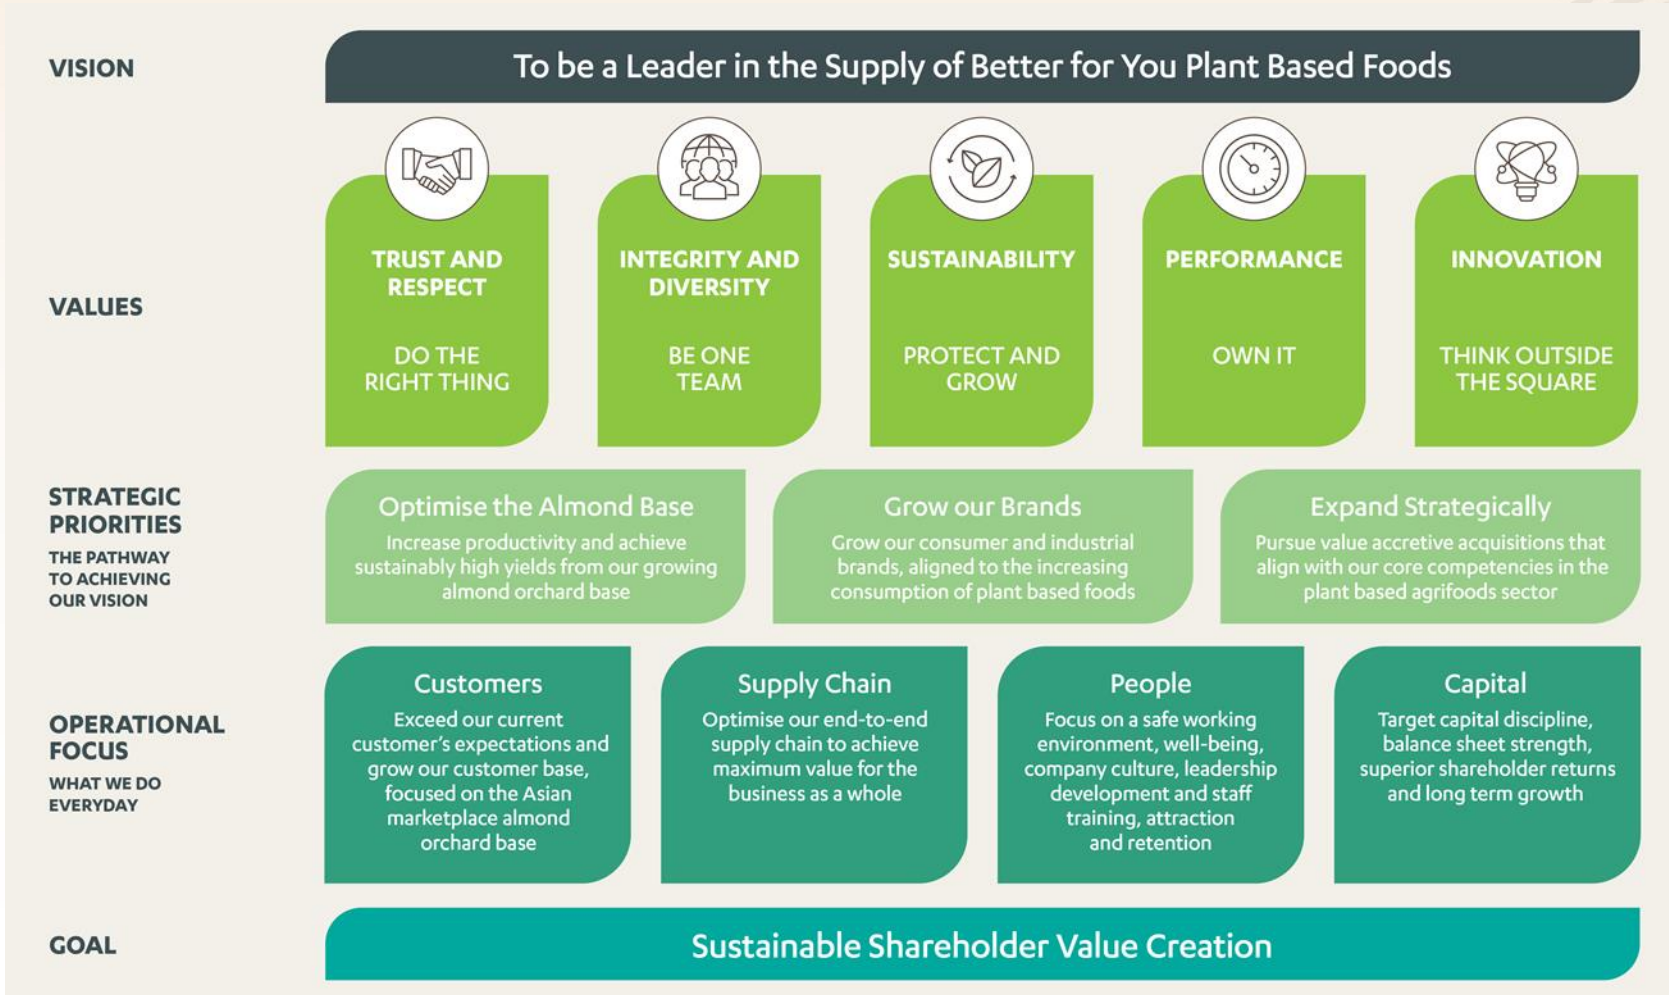 VISION
To be a Leader in the Supply of Better for You Plant Based Foods
VALUES
TRUST AND
RESPECT
DO THE
RIGHT THING
INTEGRITY AND
DIVERSITY
BE ONE
TEAM
SUSTAINABILITY
PROTECT AND
GROW
PERFORMANCE
OWN IT
INNOVATION
THINK OUTSIDE
THE SQUARE
STRATEGIC
PRIORITIES
THE PATHWAY
TO ACHIEVING
OUR VISION
Optimise the Almond Base
Increase productivity and achieve
sustainably high yields from our growing
almond orchard base
Grow our Brands
Grow our consumer and industrial
brands, aligned to the increasing
consumption of plant based foods
Expand Strategically
Pursue value accretive acquisitions that
align with our core competencies in the
plant based agrifoods sector
OPERATIONAL
FOCUS
WHAT WE DO
EVERYDAY
Customers
Exceed our current
customer's expectations and
grow our customer base,
focused on the Asian
marketplace almond
orchard base
Supply Chain
Optimise our end-to-end
supply chain to achieve
maximum value for the
business as a whole
People
Focus on a safe working
environment, well-being,
company culture, leadership
development and staff
training, attraction
and retention
Capital
Target capital discipline,
balance sheet strength,
superior shareholder returns
and long term growth
GOAL
Sustainable Shareholder Value Creation